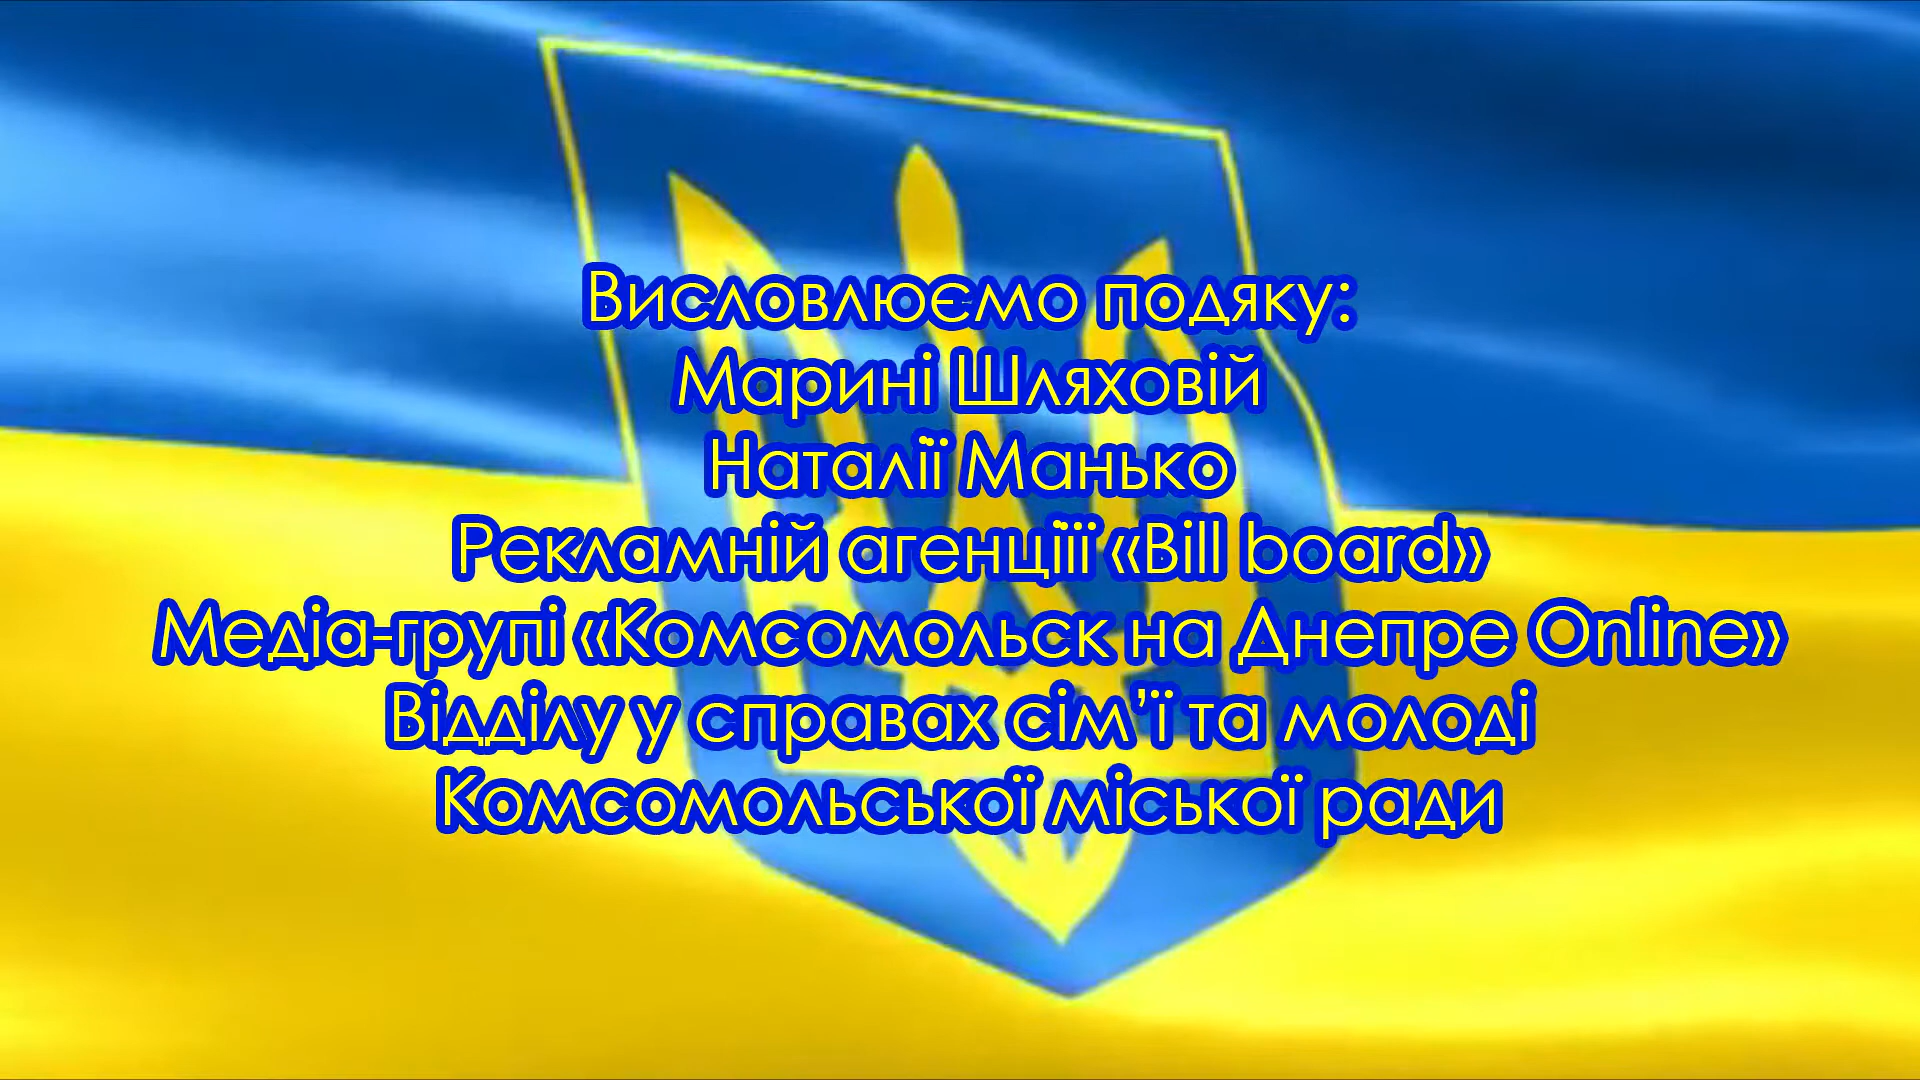 Висловлюємо подяку:
Марині Шляховій
Наталії Манько
Рекламній агенціїї «Bill board»
Медіа-групі «Комсомольск на Днепре Online»
Відділу у справах сім’ї та молоді
Комсомольської міської ради